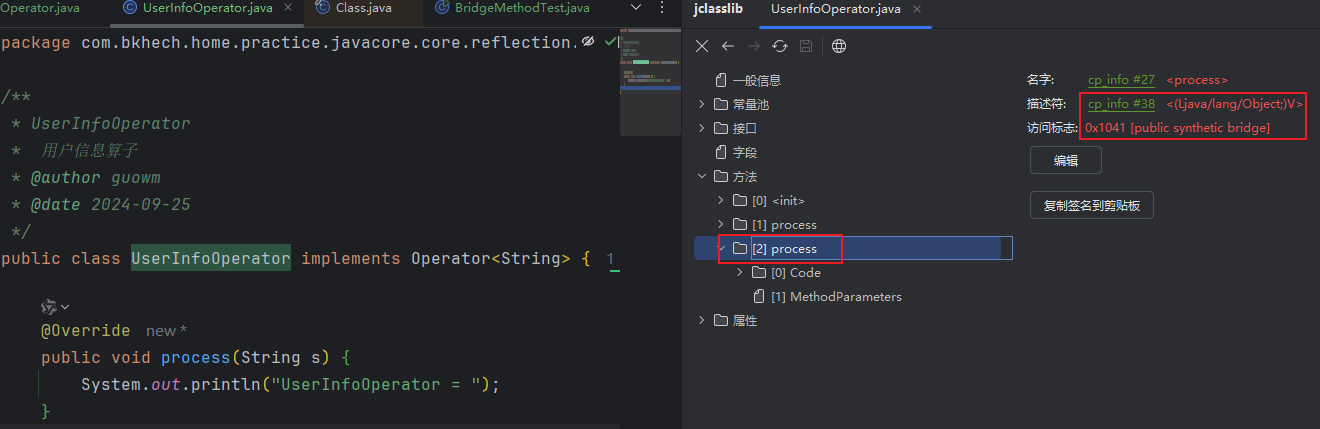 Operator.java UserInfoOperator.java Class.java BridgeMethodTest.java
package com.bkhech.home.practice.javacore.core.reflection.
/**
* UserInfoOperator
* 用户信息算子
* @author guowm
* @date 2024-09-25
*/
public class UserInfoOperator implements Operator<String> { 1
@Override new *
public void process(String s) {
System.out.println("UserInfoOperator = ");
}
jclasslib UserInfoOperator.java
一般信息
常量池
接口
字段
方法
[0] <init>
[1] process
[2] process
[0] Code
[1] MethodParameters
属性
名字: cp_info #27 <process>
描述符: cp_info #38 <(Ljava/lang/Object;)V>
访问标志: 0x1041 [public synthetic bridge]
编辑
复制签名到剪贴板